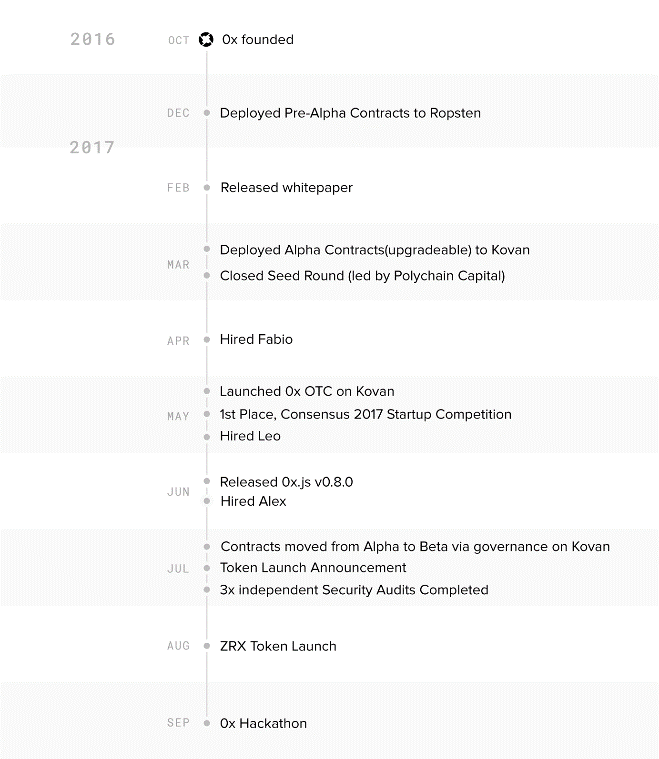 2016 OCT 0x founded
DEC Deployed Pre-Alpha Contracts to Ropsten
2017
FEB Released whitepaper
Deployed Alpha Contracts(upgradeable) to Kovan
MAR
Closed Seed Round (led by Polychain Capital)
APR Hired Fabio
Launched 0x OTC on Kovan
MAY 1st Place, Consensus 2017 Startup Competition
Hired Leo
Released 0x.js v0.8.0
JUN
Hired Alex
Contracts moved from Alpha to Beta via governance on Kovan
JUL Token Launch Announcement
3x independent Security Audits Completed
AUG ZRX Token Launch
SEP 0x Hackathon